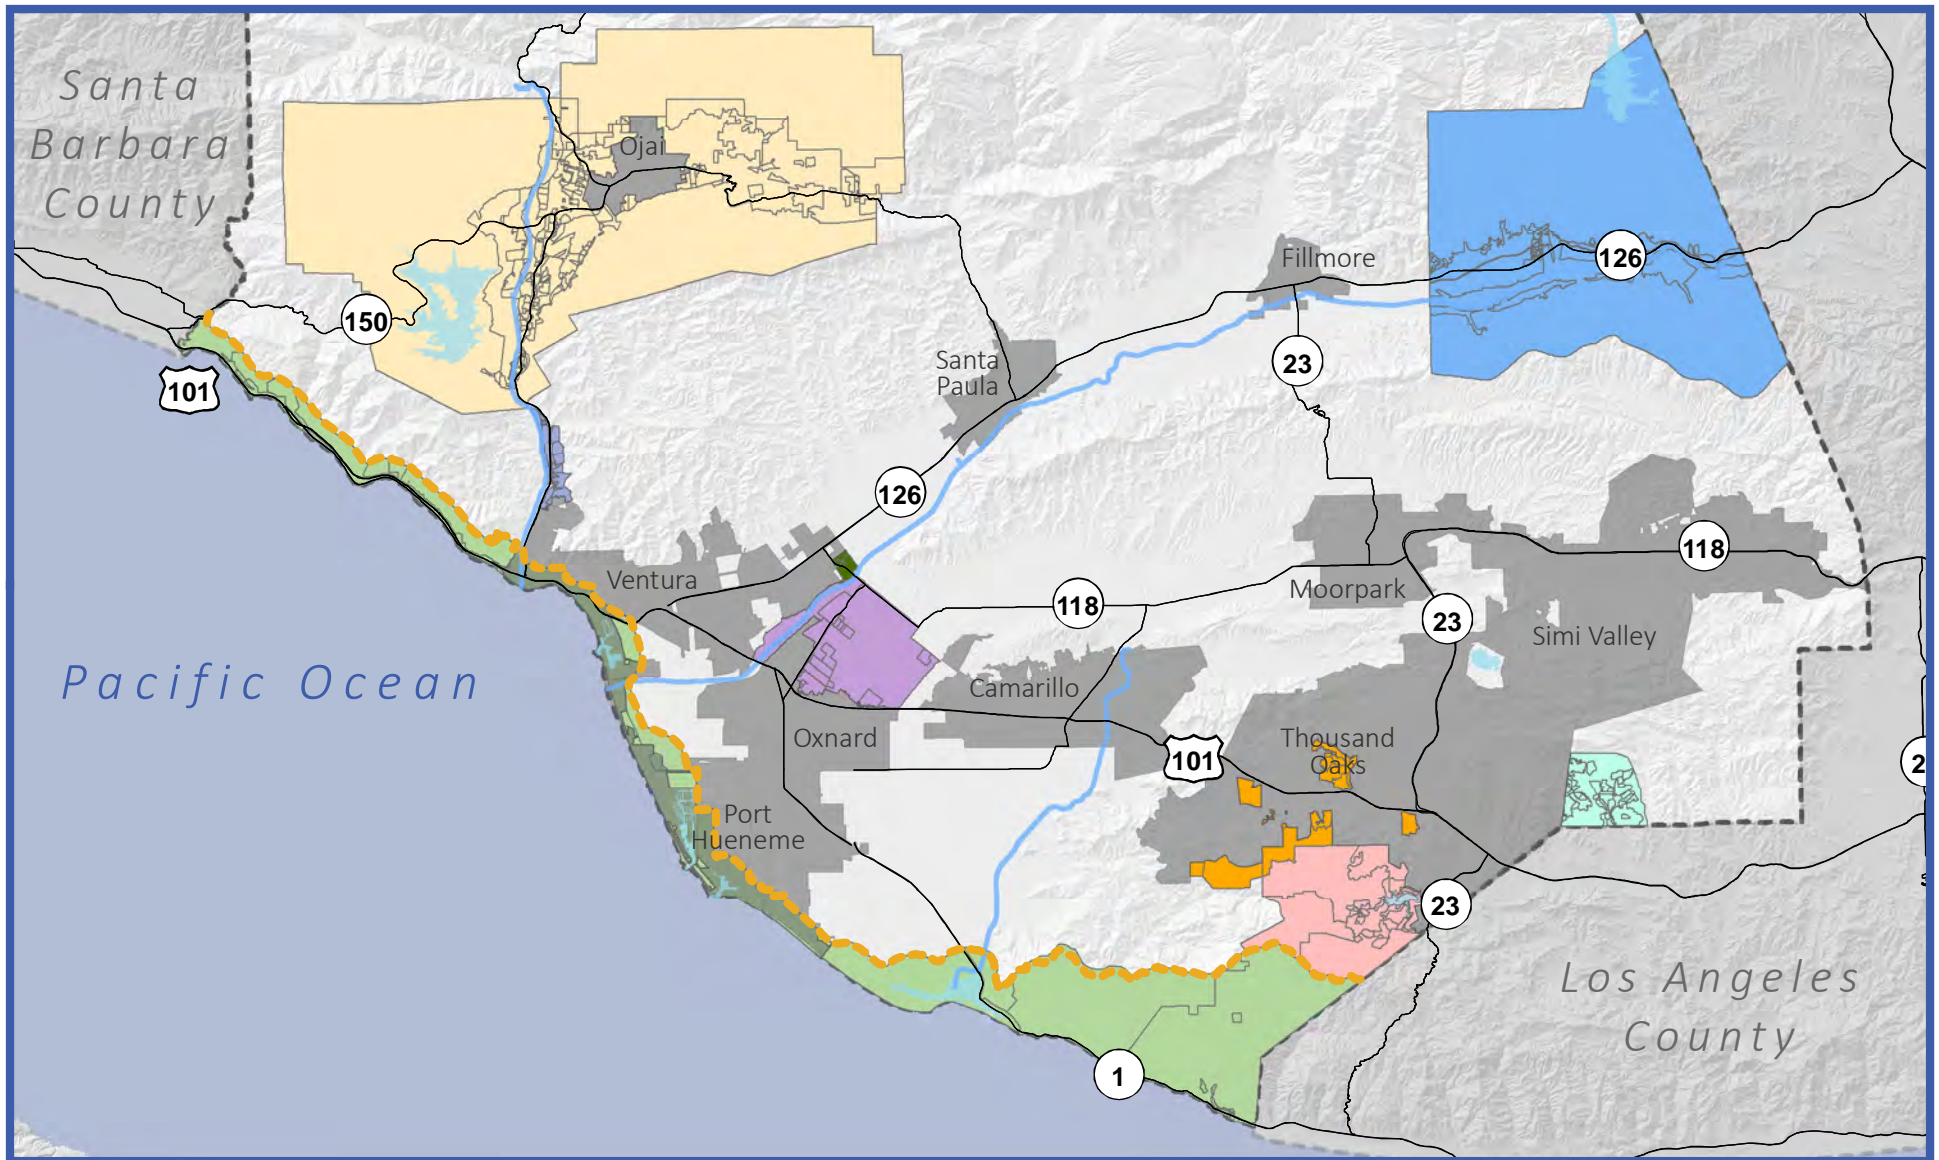 Santa
Barbara
County
Ojai
150
101
Fillmore
126
23
Santa
Paula
126
118
Ventura
118
Moorpark
23
Simi Valley
Pacific Ocean
Camarillo
Oxnard
101
Thousand
Oaks
2
Port
Hueneme
23
Los Angeles
County
1